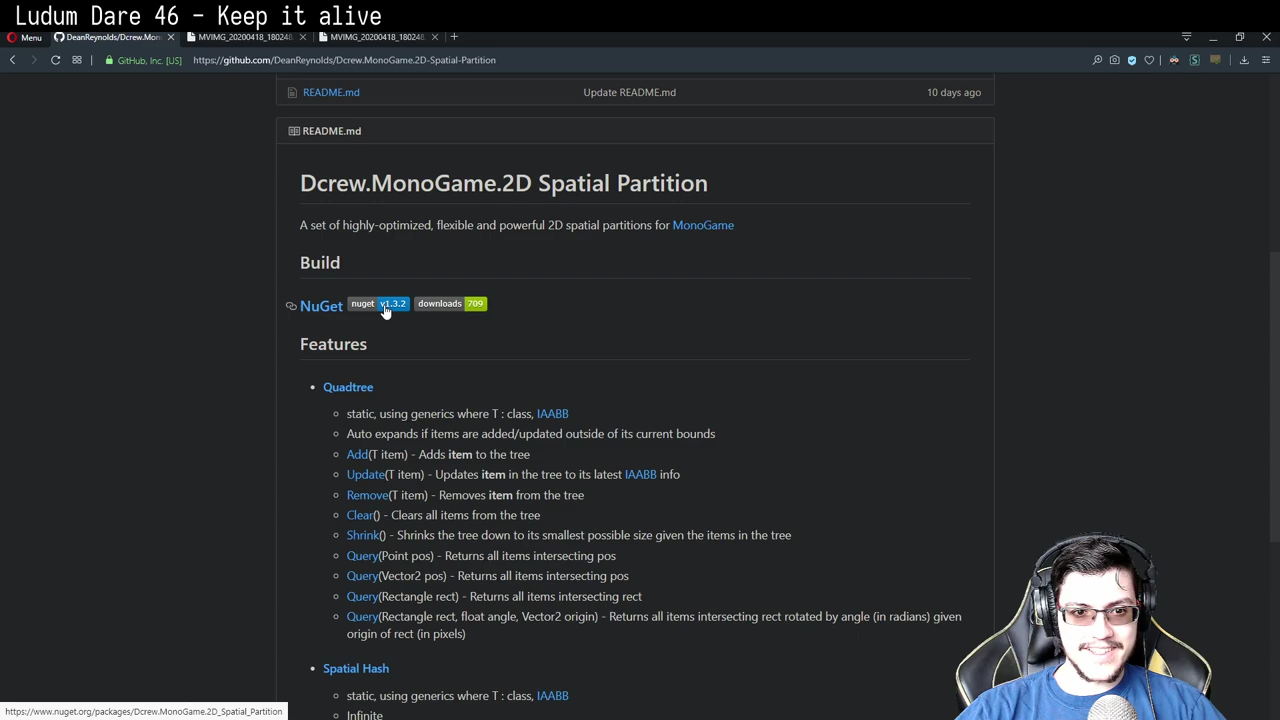 Ludum Dare 46 - Keep it alive
Menu
DeanReynolds/Dcrew.Mon
MVIMG_20200418_180248
MVIMG_20200418_180248
GitHub, Inc. [US]
https://github.com/DeanReynolds/Dcrew.MonoGame.2D-Spatial-Partition
README.md
Update README.md
10 days ago
README.md
Dcrew.MonoGame.2D Spatial Partition
A set of highly-optimized, flexible and powerful 2D spatial partitions for MonoGame
Build
NuGet nuget v1.3.2 downloads 709
Features
• Quadtree
static, using generics where T : class, IAABB
Auto expands if items are added/updated outside of its current bounds
Add(T item) - Adds item to the tree
Update(T item) - Updates item in the tree to its latest IAABB info
Remove(T item) - Removes item from the tree
Clear() - Clears all items from the tree
Shrink() - Shrinks the tree down to its smallest possible size given the items in the tree
Query(Point pos) - Returns all items intersecting pos
Query(Vector2 pos) - Returns all items intersecting pos
Query(Rectangle rect) - Returns all items intersecting rect
Query(Rectangle rect, float angle, Vector2 origin) - Returns all items intersecting rect rotated by angle (in radians) given
origin of rect (in pixels)
• Spatial Hash
static, using generics where T : class, IAABB
Infinite
https://www.nuget.org/packages/Dcrew.MonoGame.2D_Spatial_Partition